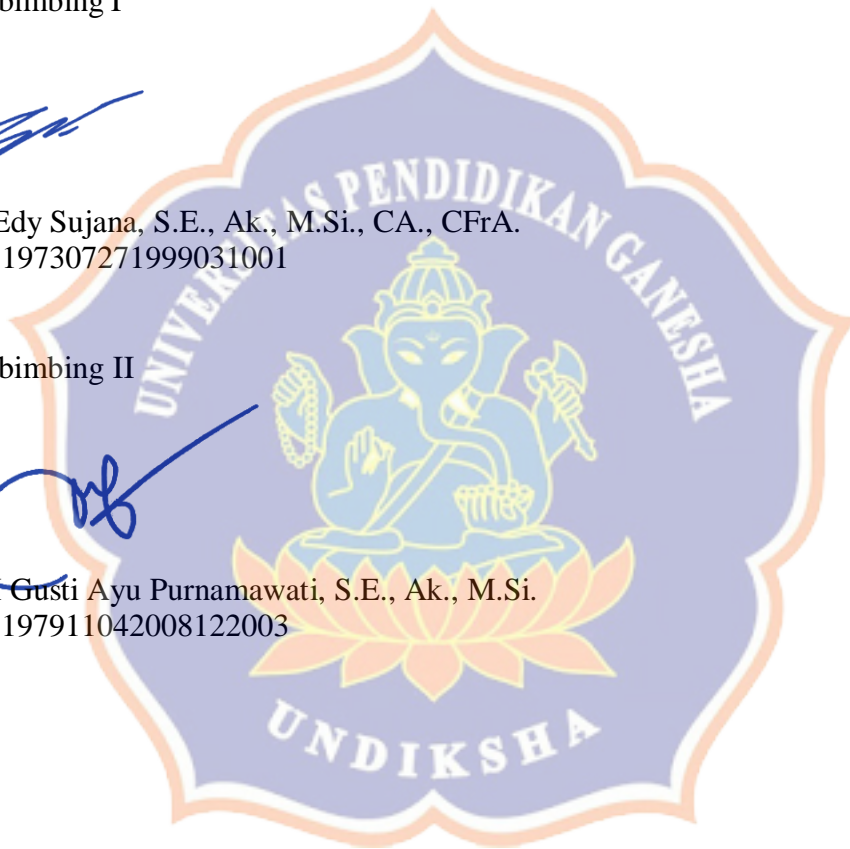 bimbing I
Edy Sujana, S.E., Ak., M.Si., CA., CFrA.
197307271999031001
bimbing II
Gusti Ayu Purnamawati, S.E., Ak., M.Si.
197911042008122003
UNIVERSITAS PENDIDIKAN GANESHA
UNDIKSHA